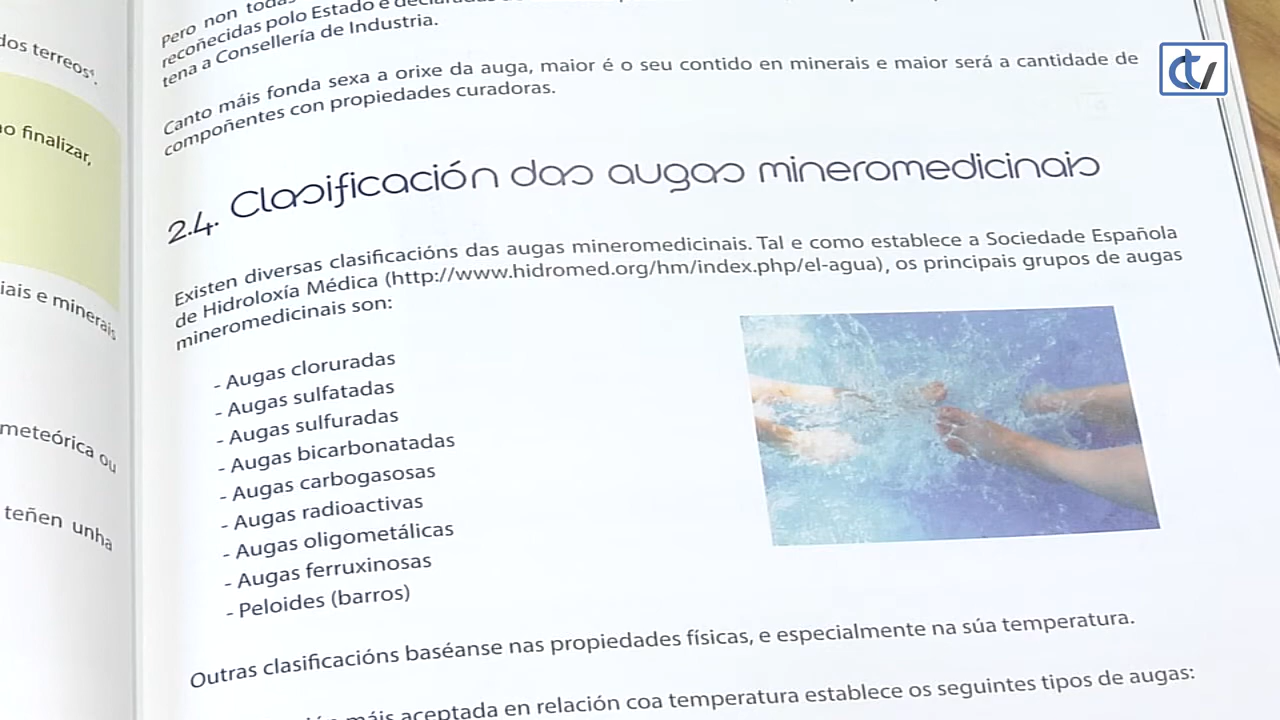 dos terreos
ao finalizar,
iais e minerais
meteórica ou
teñen unha
Pero non todas
recoñecidas polo Estado e
tena a Consellería de Industria.
Canto máis fonda sexa a orixe da auga, maior é o seu contido en minerais e maior será a cantidade de
compoñentes con propiedades curadoras.
2.4. Clasificación das augas mineromedicinais
Existen diversas clasificacións das augas mineromedicinais. Tal e como establece a Sociedade Española
de Hidroloxía Médica (http://www.hidromed.org/hm/index.php/el-agua), os principais grupos de augas
mineromedicinais son:
- Augas cloruradas
- Augas sulfatadas
- Augas sulfuradas
- Augas bicarbonatadas
- Augas carbogasosas
- Augas radioactivas
- Augas oligometálicas
- Augas ferruxinosas
- Peloides (barros)
Outras clasificacións baséanse nas propiedades físicas, e especialmente na súa temperatura.
máis aceptada en relación coa temperatura establece os seguintes tipos de augas:
ctv